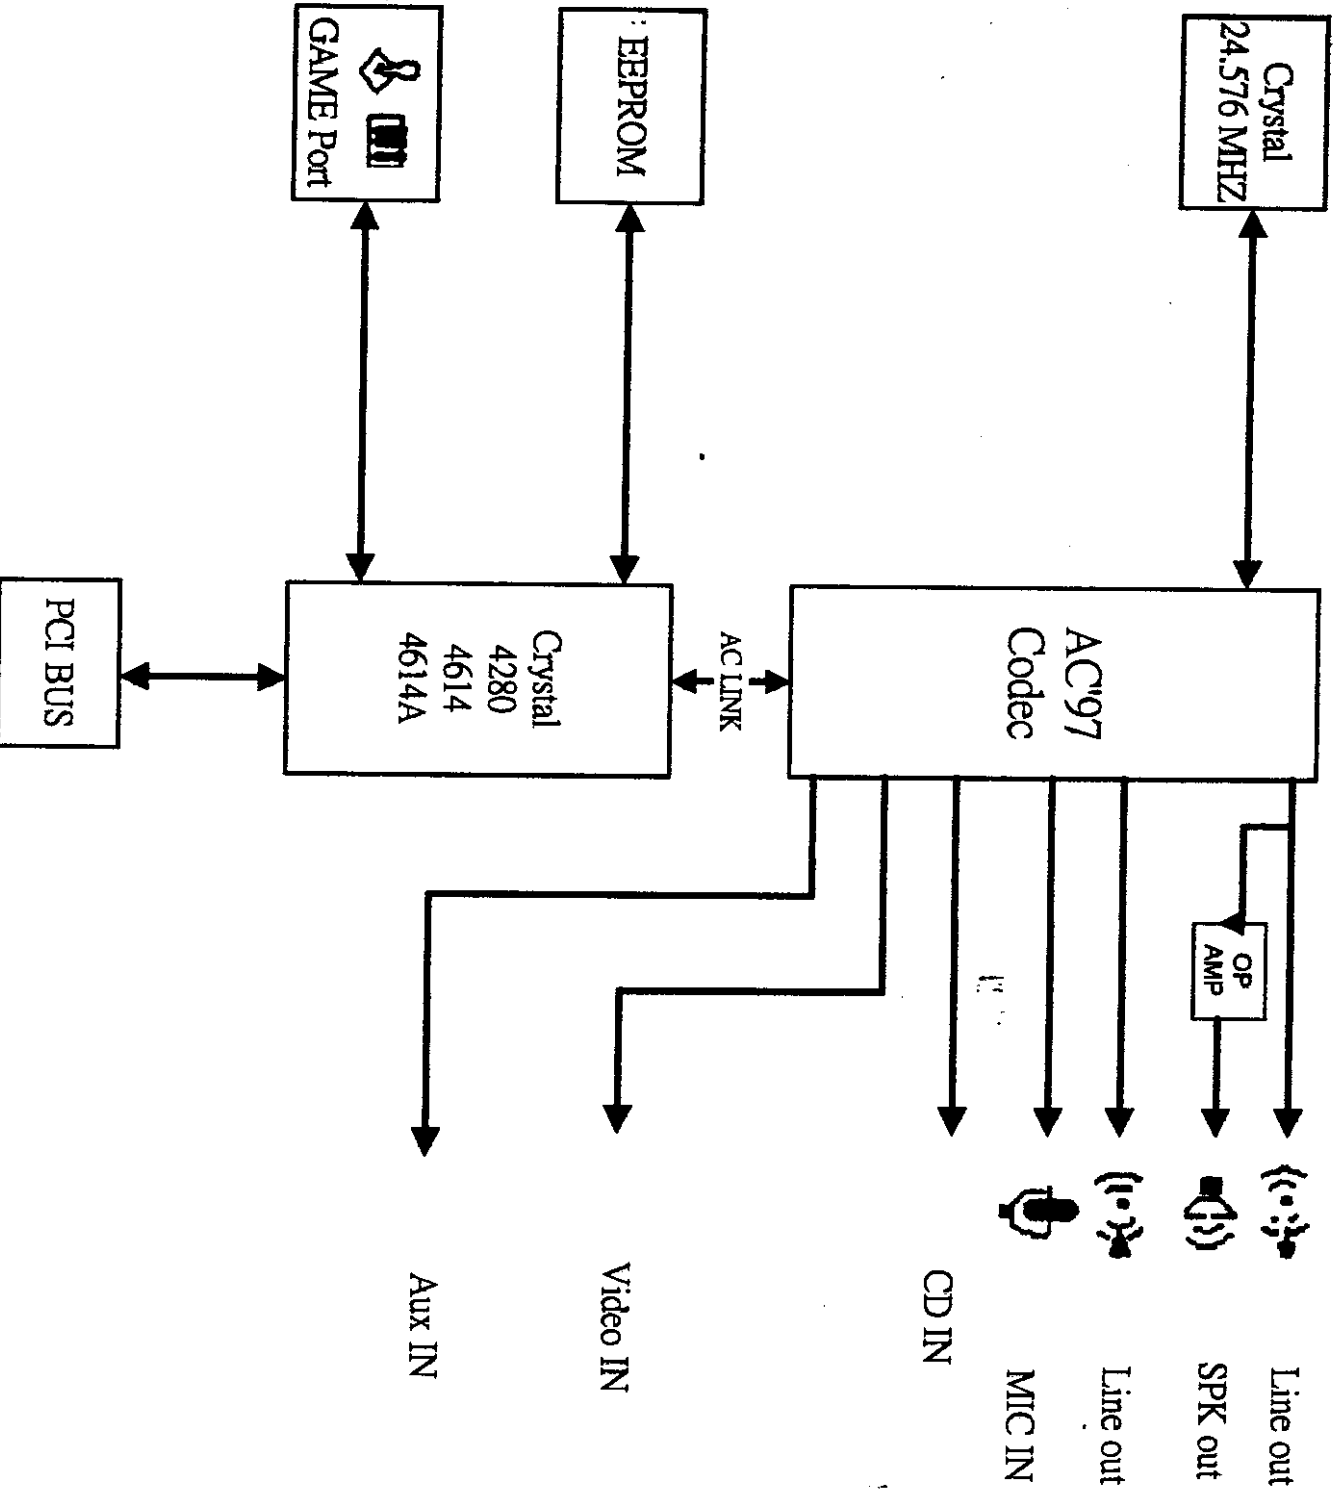 Crystal
24.576 MHZ
: EEPROM
GAME Port
AC'97
Codec
AC LINK
Crystal
4280
4614
4614A
PCI BUS
OP
AMP
Line out
SPK out
Line out
MIC IN
CD IN
Video IN
Aux IN